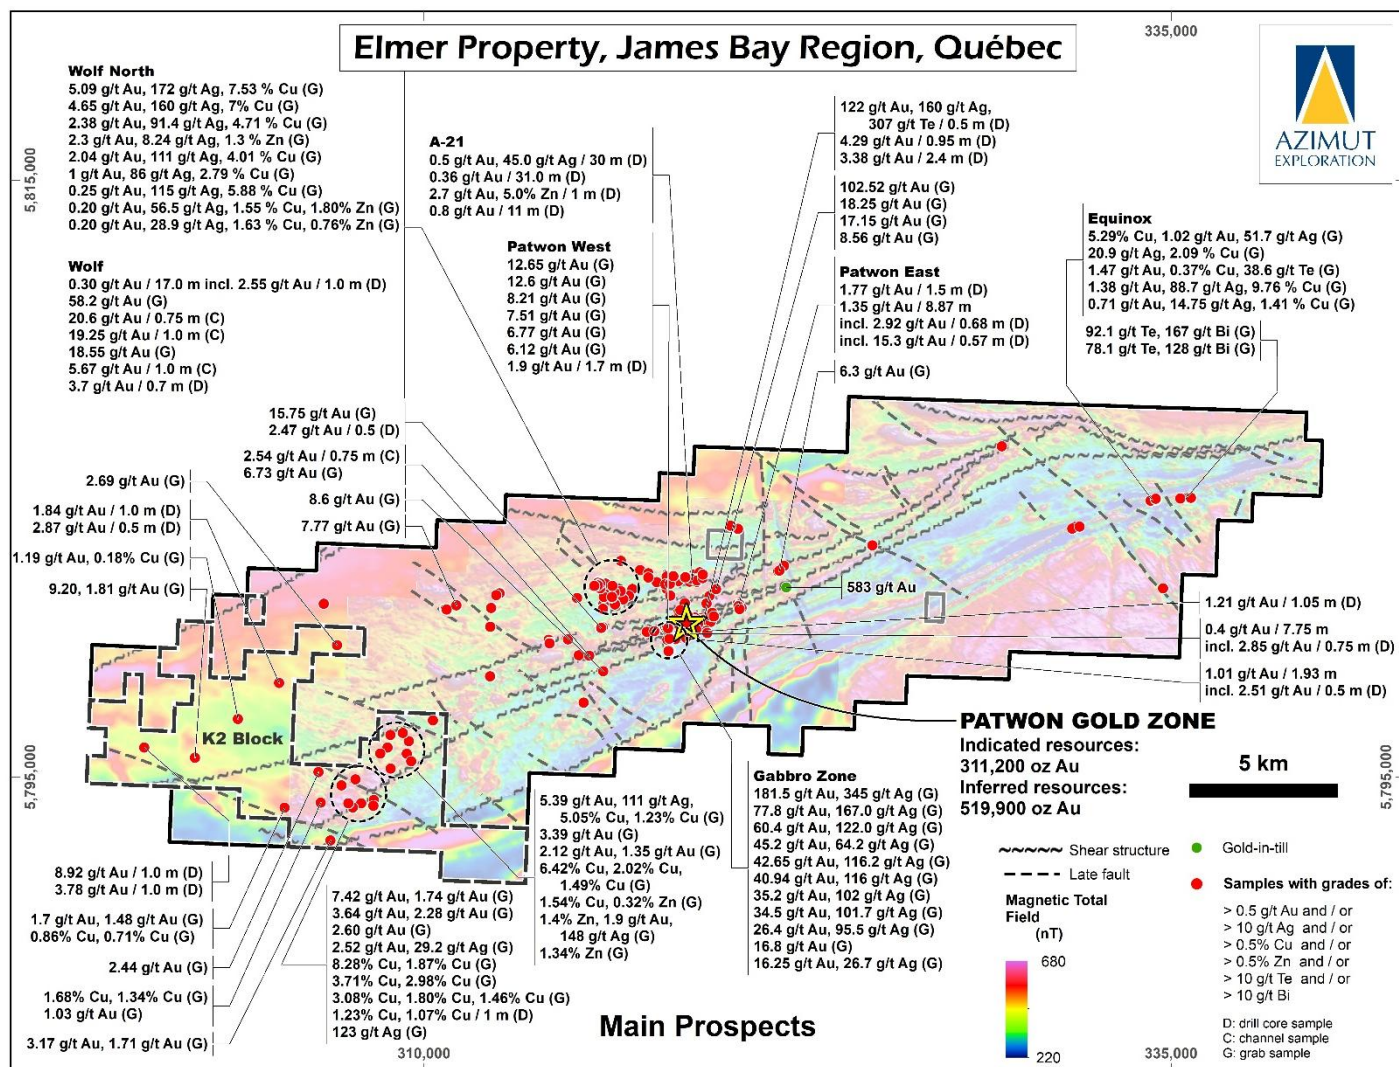 Elmer Property, James Bay Region, Québec
335,000
AZIMUT
EXPLORATION
5,815,000
Wolf North
5.09 g/t Au, 172 g/t Ag, 7.53 % Cu (G)
4.65 g/t Au, 160 g/t Ag, 7% Cu (G)
2.38 g/t Au, 91.4 g/t Ag, 4.71 % Cu (G)
2.3 g/t Au, 8.24 g/t Ag, 1.3 % Zn (G)
2.04 g/t Au, 111 g/t Ag, 4.01 % Cu (G)
1 g/t Au, 86 g/t Ag, 2.79 % Cu (G)
0.25 g/t Au, 115 g/t Ag, 5.88 % Cu (G)
0.20 g/t Au, 56.5 g/t Ag, 1.55 % Cu, 1.80% Zn (G)
0.20 g/t Au, 28.9 g/t Ag, 1.63 % Cu, 0.76% Zn (G)
Wolf
0.30 g/t Au / 17.0 m incl. 2.55 g/t Au / 1.0 m (D)
58.2 g/t Au (G)
20.6 g/t Au / 0.75 m (C)
19.25 g/t Au / 1.0 m (C)
18.55 g/t Au (G)
5.67 g/t Au / 1.0 m (C)
3.7 g/t Au / 0.7 m (D)
A-21
0.5 g/t Au, 45.0 g/t Ag / 30 m (D)
0.36 g/t Au / 31.0 m (D)
2.7 g/t Au, 5.0% Zn / 1 m (D)
0.8 g/t Au / 11 m (D)
Patwon West
12.65 g/t Au (G)
12.6 g/t Au (G)
8.21 g/t Au (G)
7.51 g/t Au (G)
6.77 g/t Au (G)
6.12 g/t Au (G)
1.9 g/t Au / 1.7 m (D)
122 g/t Au, 160 g/t Ag,
307 g/t Te / 0.5 m (D)
4.29 g/t Au / 0.95 m (D)
3.38 g/t Au / 2.4 m (D)
102.52 g/t Au (G)
18.25 g/t Au (G)
17.15 g/t Au (G)
8.56 g/t Au (G)
Patwon East
1.77 g/t Au / 1.5 m (D)
1.35 g/t Au / 8.87 m
incl. 2.92 g/t Au / 0.68 m (D)
incl. 15.3 g/t Au / 0.57 m (D)
6.3 g/t Au (G)
Equinox
5.29% Cu, 1.02 g/t Au, 51.7 g/t Ag (G)
20.9 g/t Ag, 2.09 % Cu (G)
1.47 g/t Au, 0.37% Cu, 38.6 g/t Te (G)
1.38 g/t Au, 88.7 g/t Ag, 9.76 % Cu (G)
0.71 g/t Au, 14.75 g/t Ag, 1.41 % Cu (G)
92.1 g/t Te, 167 g/t Bi (G)
78.1 g/t Te, 128 g/t Bi (G)
15.75 g/t Au (G)
2.47 g/t Au / 0.5 (D)
2.54 g/t Au / 0.75 m (C)
6.73 g/t Au (G)
8.6 g/t Au (G)
7.77 g/t Au (G)
2.69 g/t Au (G)
1.84 g/t Au / 1.0 m (D)
2.87 g/t Au / 0.5 m (D)
1.19 g/t Au, 0.18% Cu (G)
9.20, 1.81 g/t Au (G)
583 g/t Au
1.21 g/t Au / 1.05 m (D)
0.4 g/t Au / 7.75 m
incl. 2.85 g/t Au / 0.75 m (D)
1.01 g/t Au / 1.93 m
incl. 2.51 g/t Au / 0.5 m (D)
K2 Block
PATWON GOLD ZONE
Indicated resources:
311,200 oz Au
Inferred resources:
519,900 oz Au
5 km
5,795,000
5,795,000
Gabbro Zone
181.5 g/t Au, 345 g/t Ag (G)
77.8 g/t Au, 167.0 g/t Ag (G)
60.4 g/t Au, 122.0 g/t Ag (G)
45.2 g/t Au, 64.2 g/t Ag (G)
42.65 g/t Au, 116.2 g/t Ag (G)
40.94 g/t Au, 116 g/t Ag (G)
35.2 g/t Au, 102 g/t Ag (G)
34.5 g/t Au, 101.7 g/t Ag (G)
26.4 g/t Au, 95.5 g/t Ag (G)
16.8 g/t Au (G)
16.25 g/t Au, 26.7 g/t Ag (G)
5.39 g/t Au, 111 g/t Ag,
5.05% Cu, 1.23% Cu (G)
3.39 g/t Au (G)
2.12 g/t Au, 1.35 g/t Au (G)
6.42% Cu, 2.02% Cu,
1.49% Cu (G)
1.54% Cu, 0.32% Zn (G)
1.4% Zn, 1.9 g/t Au,
148 g/t Ag (G)
1.34% Zn (G)
7.42 g/t Au, 1.74 g/t Au (G)
3.64 g/t Au, 2.28 g/t Au (G)
2.60 g/t Au (G)
2.52 g/t Au, 29.2 g/t Ag (G)
8.28% Cu, 1.87% Cu (G)
3.71% Cu, 2.98% Cu (G)
3.08% Cu, 1.80% Cu, 1.46% Cu (G)
1.23% Cu, 1.07% Cu / 1 m (D)
123 g/t Ag (G)
8.92 g/t Au / 1.0 m (D)
3.78 g/t Au / 1.0 m (D)
1.7 g/t Au, 1.48 g/t Au (G)
0.86% Cu, 0.71% Cu (G)
2.44 g/t Au (G)
1.68% Cu, 1.34% Cu (G)
1.03 g/t Au (G)
3.17 g/t Au, 1.71 g/t Au (G)
Shear structure
Late fault
Magnetic Total
Field
(nT)
680
220
Gold-in-till
Samples with grades of:
> 0.5 g/t Au and / or
> 10 g/t Ag and / or
> 0.5% Cu and / or
> 0.5% Zn and / or
> 10 g/t Te and / or
> 10 g/t Bi
D: drill core sample
C: channel sample
G: grab sample
Main Prospects
310,000
335,000